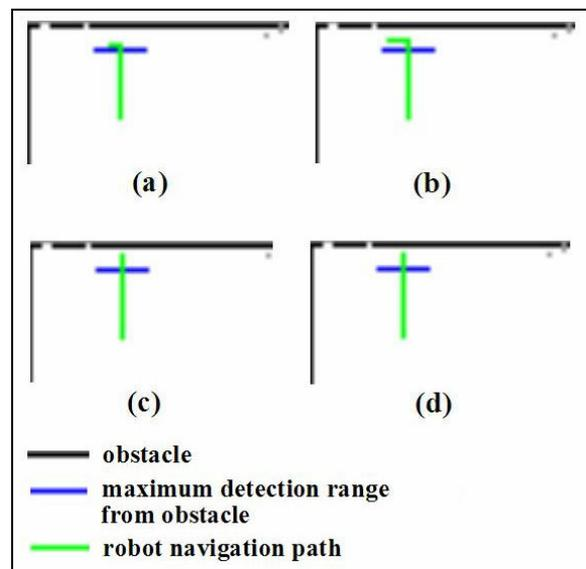 (a)
(b)
(c)
(d)
obstacle
maximum detection range
from obstacle
robot navigation path